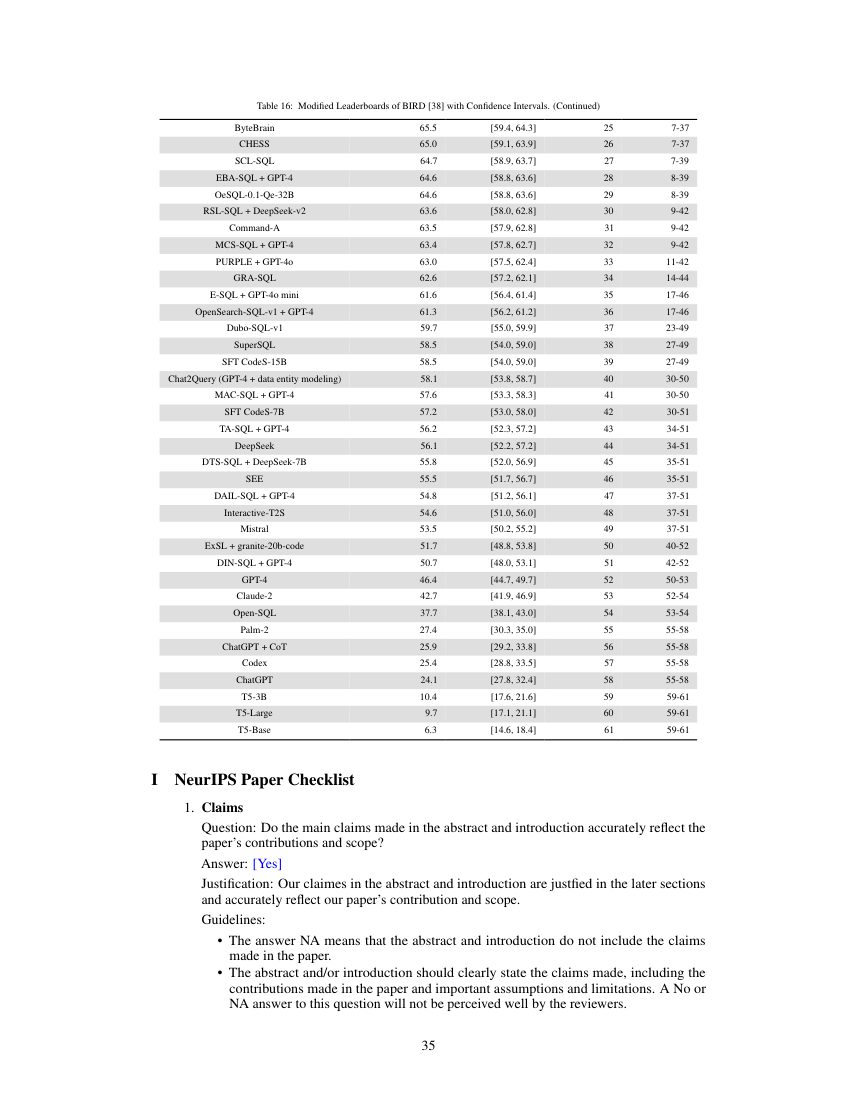 Table 16: Modified Leaderboards of BIRD [38] with Confidence Intervals. (Continued)
ByteBrain 65.5 [59.4, 64.3] 25 7-37
CHESS 65.0 [59.1, 63.9] 26 7-37
SCL-SQL 64.7 [58.9, 63.7] 27 7-39
EBA-SQL + GPT-4 64.6 [58.8, 63.6] 28 8-39
OeSQL-0.1-Qe-32B 64.6 [58.8, 63.6] 29 8-39
RSL-SQL + DeepSeek-v2 63.6 [58.0, 62.8] 30 9-42
Command-A 63.5 [57.9, 62.8] 31 9-42
MCS-SQL + GPT-4 63.4 [57.8, 62.7] 32 9-42
PURPLE + GPT-4o 63.0 [57.5, 62.4] 33 11-42
GRA-SQL 62.6 [57.2, 62.1] 34 14-44
E-SQL + GPT-4o mini 61.6 [56.4, 61.4] 35 17-46
OpenSearch-SQL-v1 + GPT-4 61.3 [56.2, 61.2] 36 17-46
Dubo-SQL-v1 59.7 [55.0, 59.9] 37 23-49
SuperSQL 58.5 [54.0, 59.0] 38 27-49
SFT CodeS-15B 58.5 [54.0, 59.0] 39 27-49
Chat2Query (GPT-4 + data entity modeling) 58.1 [53.8, 58.7] 40 30-50
MAC-SQL + GPT-4 57.6 [53.3, 58.3] 41 30-50
SFT CodeS-7B 57.2 [53.0, 58.0] 42 30-51
TA-SQL + GPT-4 56.2 [52.3, 57.2] 43 34-51
DeepSeek 56.1 [52.2, 57.2] 44 34-51
DTS-SQL + DeepSeek-7B 55.8 [52.0, 56.9] 45 35-51
SEE 55.5 [51.7, 56.7] 46 35-51
DAIL-SQL + GPT-4 54.8 [51.2, 56.1] 47 37-51
Interactive-T2S 54.6 [51.0, 56.0] 48 37-51
Mistral 53.5 [50.2, 55.2] 49 37-51
ExSL + granite-20b-code 51.7 [48.8, 53.8] 50 40-52
DIN-SQL + GPT-4 50.7 [48.0, 53.1] 51 42-52
GPT-4 46.4 [44.7, 49.7] 52 50-53
Claude-2 42.7 [41.9, 46.9] 53 52-54
Open-SQL 37.7 [38.1, 43.0] 54 53-54
Palm-2 27.4 [30.3, 35.0] 55 55-58
ChatGPT + CoT 25.9 [29.2, 33.8] 56 55-58
Codex 25.4 [28.8, 33.5] 57 55-58
ChatGPT 24.1 [27.8, 32.4] 58 55-58
T5-3B 10.4 [17.6, 21.6] 59 59-61
T5-Large 9.7 [17.1, 21.1] 60 59-61
T5-Base 6.3 [14.6, 18.4] 61 59-61
I NeurIPS Paper Checklist
1. Claims
Question: Do the main claims made in the abstract and introduction accurately reflect the
paper's contributions and scope?
Answer: [Yes]
Justification: Our claimes in the abstract and introduction are justfied in the later sections
and accurately reflect our paper's contribution and scope.
Guidelines:
• The answer NA means that the abstract and introduction do not include the claims
made in the paper.
• The abstract and/or introduction should clearly state the claims made, including the
contributions made in the paper and important assumptions and limitations. A No or
NA answer to this question will not be perceived well by the reviewers.
35